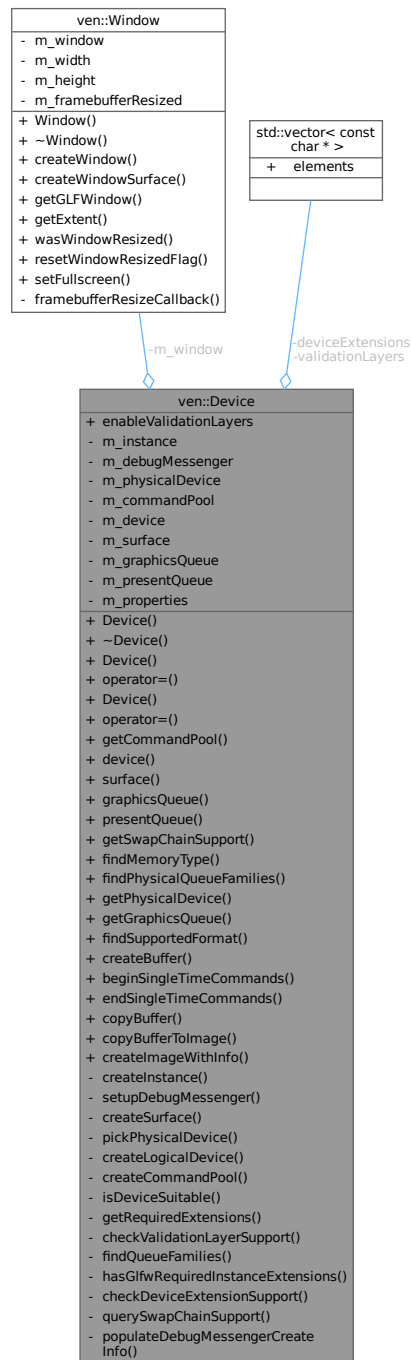 ven::Window
- m_window
- m_width
- m_height
- m_framebufferResized
+ Window()
+ ~Window()
+ createWindow()
+ createWindowSurface()
+ getGLFWindow()
+ getExtent()
+ wasWindowResized()
+ resetWindowResizedFlag()
+ setFullscreen()
- framebufferResizeCallback()
std::vector< const
char * >
+ elements
-m_window
-deviceExtensions
-validationLayers
ven::Device
+ enableValidationLayers
- m_instance
- m_debugMessenger
- m_physicalDevice
- m_commandPool
- m_device
- m_surface
- m_graphicsQueue
- m_presentQueue
- m_properties
+ Device()
+ ~Device()
+ Device()
+ operator=()
+ Device()
+ operator=()
+ getCommandPool()
+ device()
+ surface()
+ graphicsQueue()
+ presentQueue()
+ getSwapChainSupport()
+ findMemoryType()
+ findPhysicalQueueFamilies()
+ getPhysicalDevice()
+ getGraphicsQueue()
+ findSupportedFormat()
+ createBuffer()
+ beginSingleTimeCommands()
+ endSingleTimeCommands()
+ copyBuffer()
+ copyBufferToImage()
+ createImageWithInfo()
- createInstance()
- setupDebugMessenger()
- createSurface()
- pickPhysicalDevice()
- createLogicalDevice()
- createCommandPool()
- isDeviceSuitable()
- getRequiredExtensions()
- checkValidationLayerSupport()
- findQueueFamilies()
- hasGlfwRequiredInstanceExtensions()
- checkDeviceExtensionSupport()
- querySwapChainSupport()
- populateDebugMessengerCreate
Info()